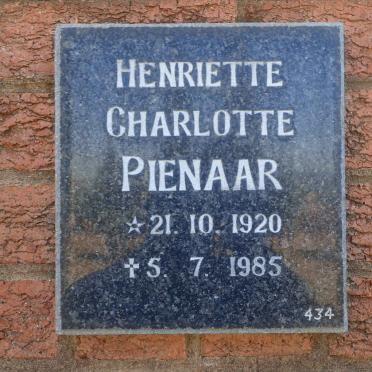 HENRIETTE
CHARLOTTE
PIENAAR
☆ 21. 10. 1920
✝ 5. 7. 1985
434